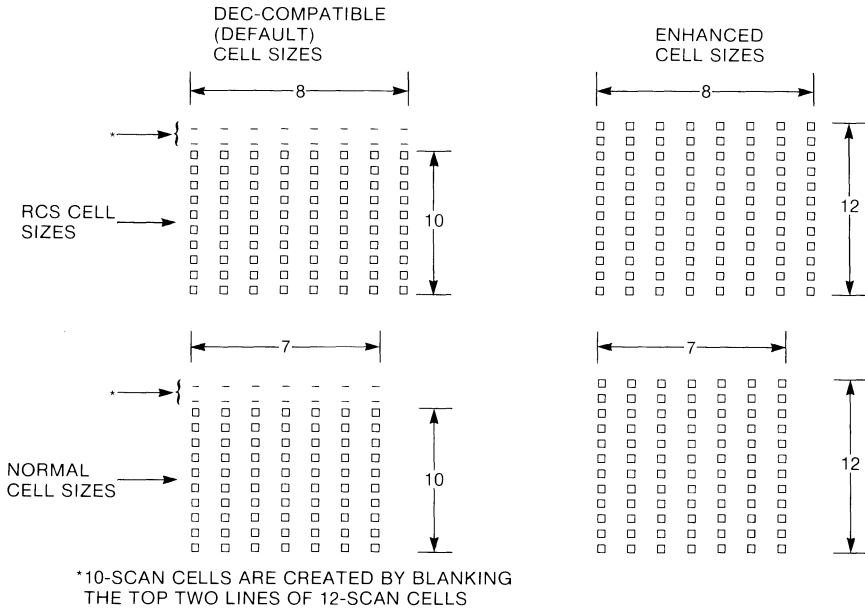 DEC-COMPATIBLE
(DEFAULT)
CELL SIZES
ENHANCED
CELL SIZES
8
8
*
RCS CELL
SIZES
10
12
7
7
*
NORMAL
CELL SIZES
10
12
*10-SCAN CELLS ARE CREATED BY BLANKING
THE TOP TWO LINES OF 12-SCAN CELLS